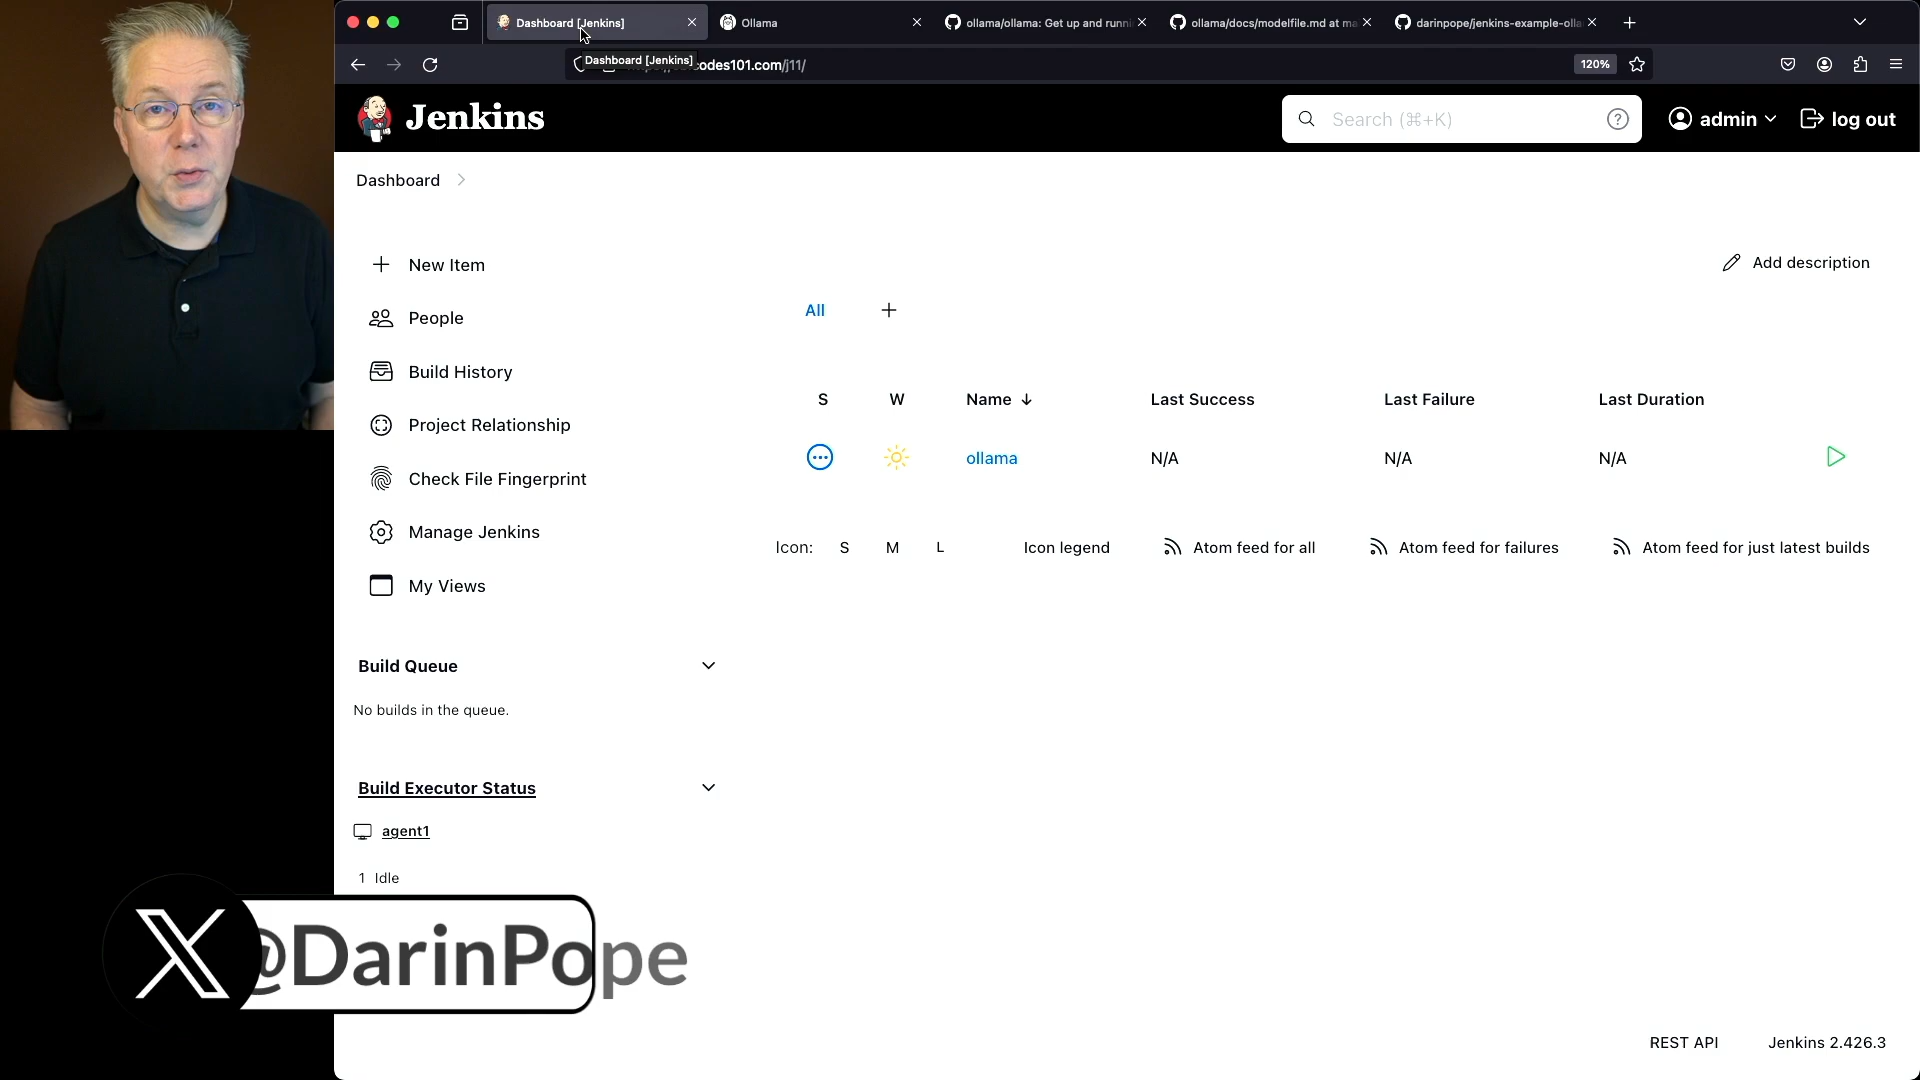 Dashboard [Jenkins]
Ollama
ollama/ollama: Get up and runni
ollama/docs/modelfile.md at ma
darinpope/jenkins-example-olla
Dashboard [Jenkins]
codes101.com/j11/
120%
Jenkins
Search (⌘+K)
admin
log out
Dashboard
New Item
Add description
All
People
Build History
S
W
Name ↓
Last Success
Last Failure
Last Duration
Project Relationship
ollama
N/A
N/A
N/A
Check File Fingerprint
Manage Jenkins
Icon:
S
M
L
Icon legend
Atom feed for all
Atom feed for failures
Atom feed for just latest builds
My Views
Build Queue
No builds in the queue.
Build Executor Status
agent1
1 Idle
@DarinPope
REST API
Jenkins 2.426.3